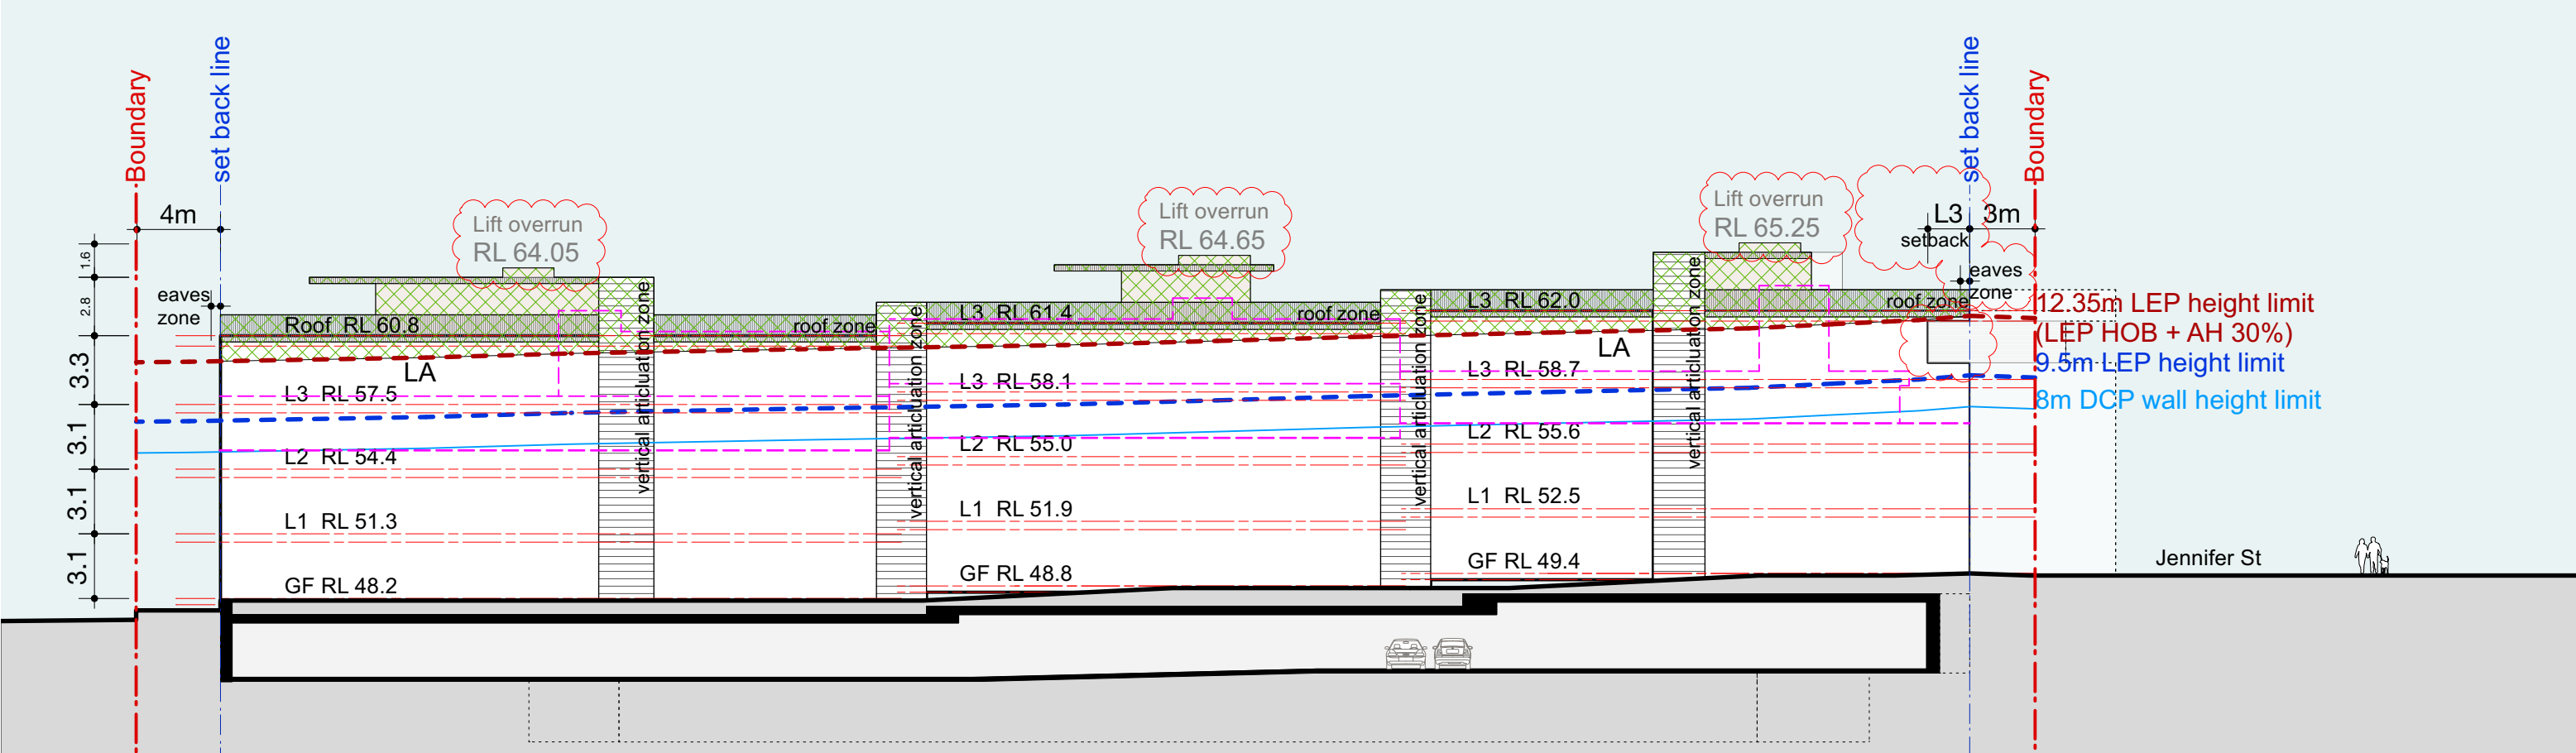 Boundary
set back line
set back line
Boundary
4m
Lift overrun
RL 64.05
Lift overrun
RL 64.65
Lift overrun
RL 65.25
L3 3m
setback
eaves
zone
eaves
zone
1.6
2.8
3.3
3.1
3.1
3.1
Roof RL 60.8
roof zone
L3 RL 61.4
roof zone
L3 RL 62.0
roof zone
12.35m LEP height limit
(LEP HOB + AH 30%)
9.5m LEP height limit
8m DCP wall height limit
LA
LA
vertical articluation zone
vertical articluation zone
vertical articluation zone
vertical articluation zone
L3 RL 57.5
L3 RL 58.1
L3 RL 58.7
L2 RL 54.4
L2 RL 55.0
L2 RL 55.6
L1 RL 51.3
L1 RL 51.9
L1 RL 52.5
GF RL 48.2
GF RL 48.8
GF RL 49.4
Jennifer St